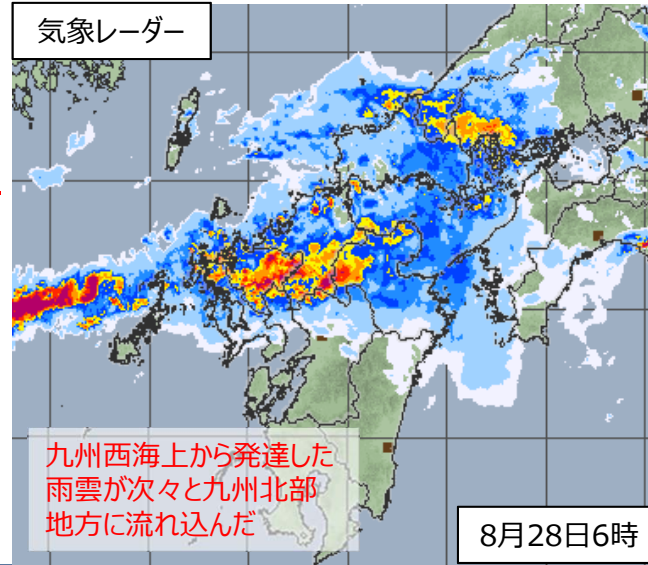 気象レーダー
九州西海上から発達した
雨雲が次々と九州北部
地方に流れ込んだ
8月28日6時